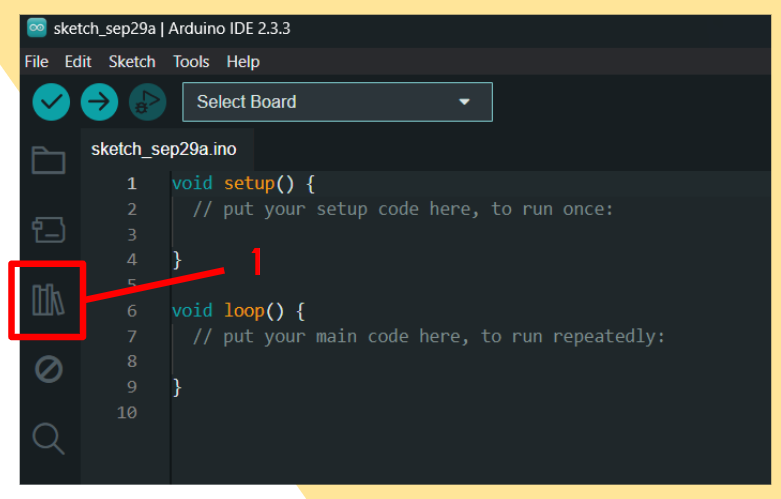 sketch_sep29a | Arduino IDE 2.3.3
File Edit Sketch Tools Help
Select Board
sketch_sep29a.ino
1 void setup() {
2 // put your setup code here, to run once:
3
4 }
1
5
6 void loop() {
7 // put your main code here, to run repeatedly:
8
9 }
10